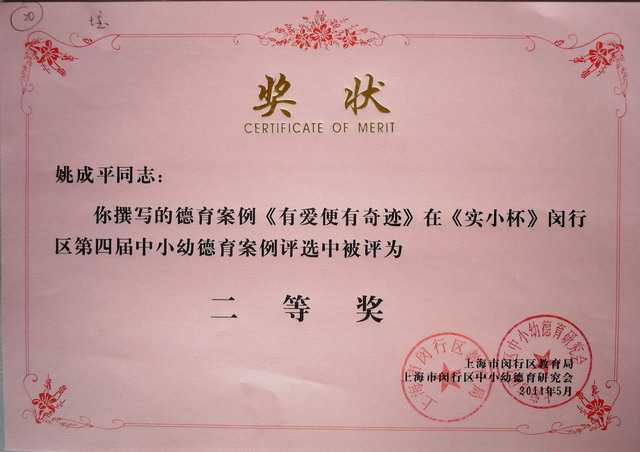 20
奖状
CERTIFICATE OF MERIT
姚成平同志：
你撰写的德育案例《有爱便有奇迹》在《实小杯》闵行
区第四届中小幼德育案例评选中被评为
二等奖
上海市闵行区教育局
上海市闵行区中小幼德育研究会
2011年5月